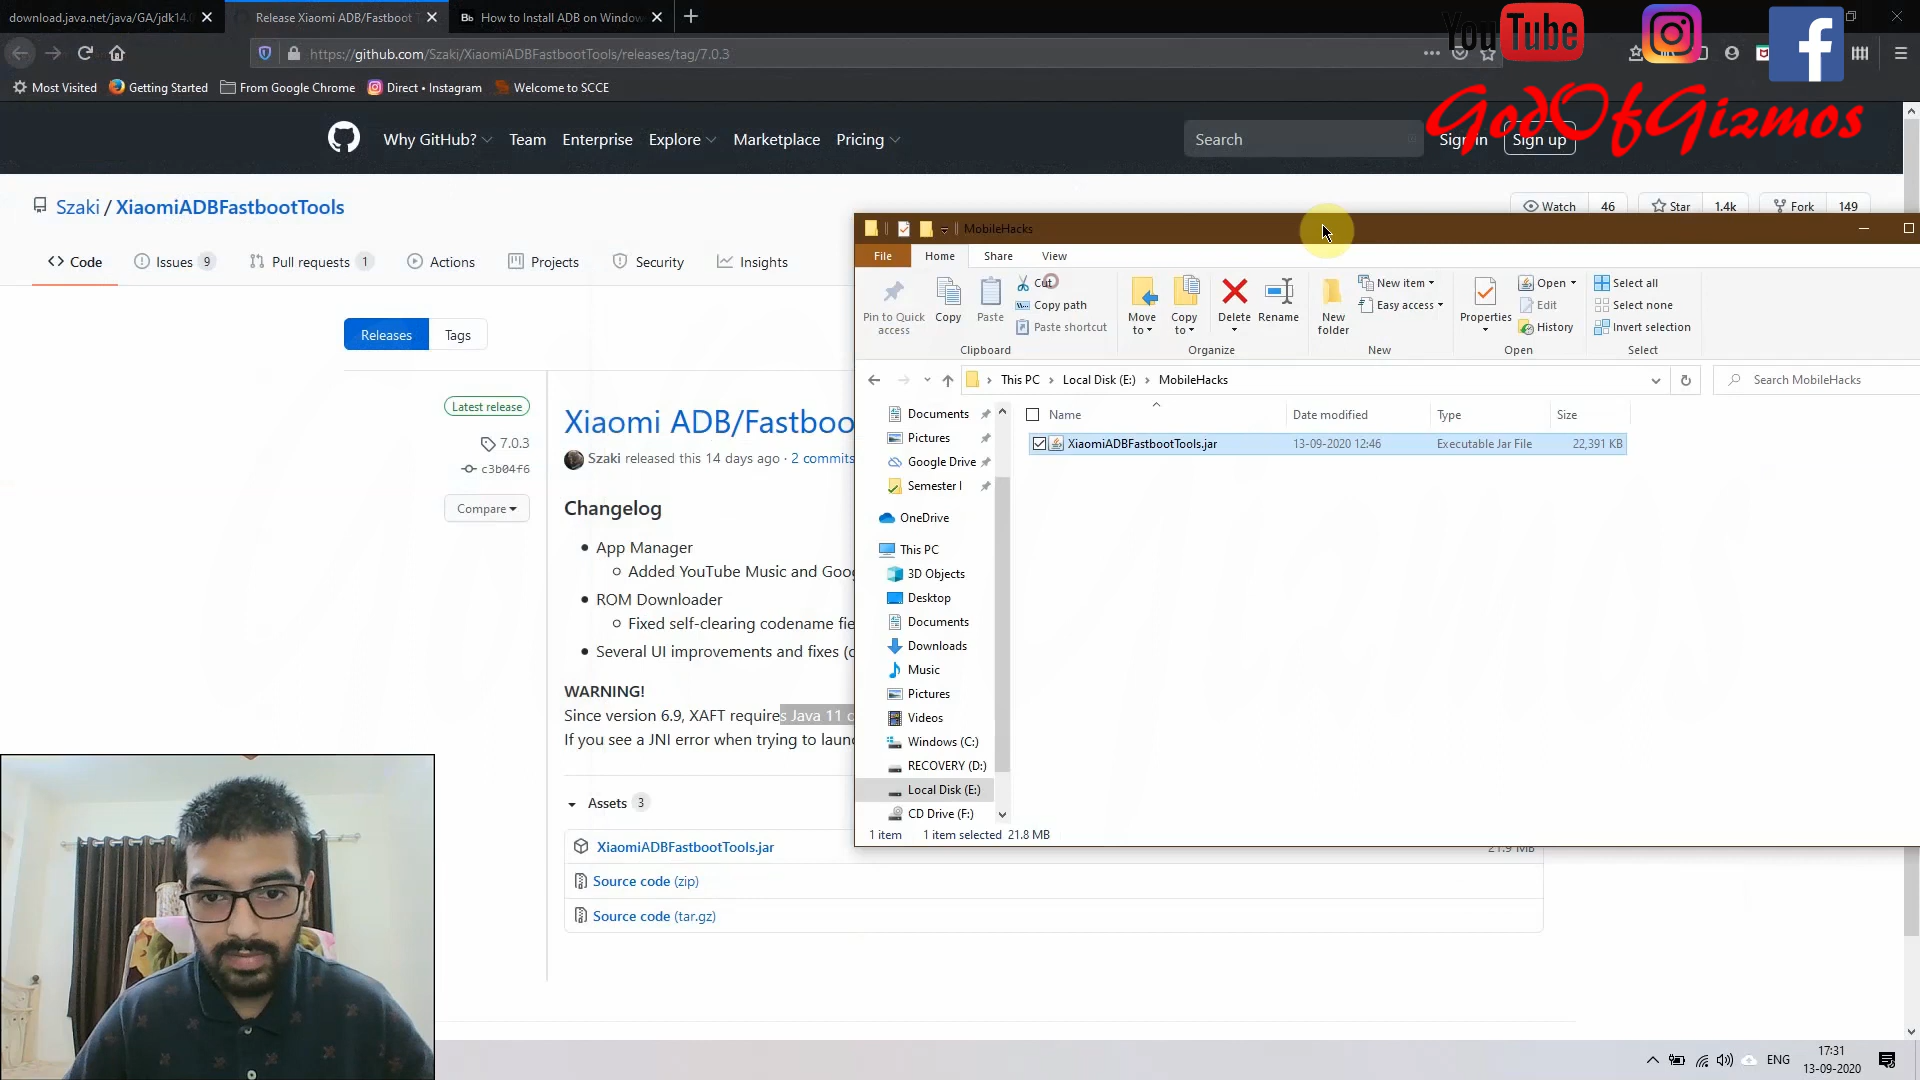 download.java.net/java/GA/jdk14.
Release Xiaomi ADB/Fastboot
How to Install ADB on Window
https://github.com/Szaki/XiaomiADBFastbootTools/releases/tag/7.0.3
YouTube
Most Visited
Getting Started
From Google Chrome
Direct • Instagram
Welcome to SCCE
GodOfGizmos
Why GitHub?
Team
Enterprise
Explore
Marketplace
Pricing
Search
Sign in
Sign up
Szaki / XiaomiADBFastbootTools
Watch 46
Star 1.4k
Fork 149
Code
Issues 9
Pull requests 1
Actions
Projects
Security
Insights
Releases
Tags
Latest release
7.0.3
c3b04f6
Compare
Xiaomi ADB/Fastboo
Szaki released this 14 days ago · 2 commits
Changelog
App Manager
Added YouTube Music and Goo
ROM Downloader
Fixed self-clearing codename fie
Several UI improvements and fixes (c
WARNING!
Since version 6.9, XAFT requires Java 11 o
If you see a JNI error when trying to laun
Assets 3
XiaomiADBFastbootTools.jar
21.9 MB
Source code (zip)
Source code (tar.gz)
MobileHacks
File
Home
Share
View
Pin to Quick access
Copy
Paste
Cut
Copy path
Paste shortcut
Clipboard
Move to
Copy to
Delete
Rename
Organize
New folder
New item
Easy access
New
Properties
Open
Edit
History
Open
Select all
Select none
Invert selection
Select
This PC
Local Disk (E:)
MobileHacks
Search MobileHacks
Name
Date modified
Type
Size
XiaomiADBFastbootTools.jar
13-09-2020 12:46
Executable Jar File
22,391 KB
Documents
Pictures
Google Drive
Semester I
OneDrive
This PC
3D Objects
Desktop
Documents
Downloads
Music
Pictures
Videos
Windows (C:)
RECOVERY (D:)
Local Disk (E:)
CD Drive (F:)
1 item
1 item selected 21.8 MB
ENG
17:31
13-09-2020